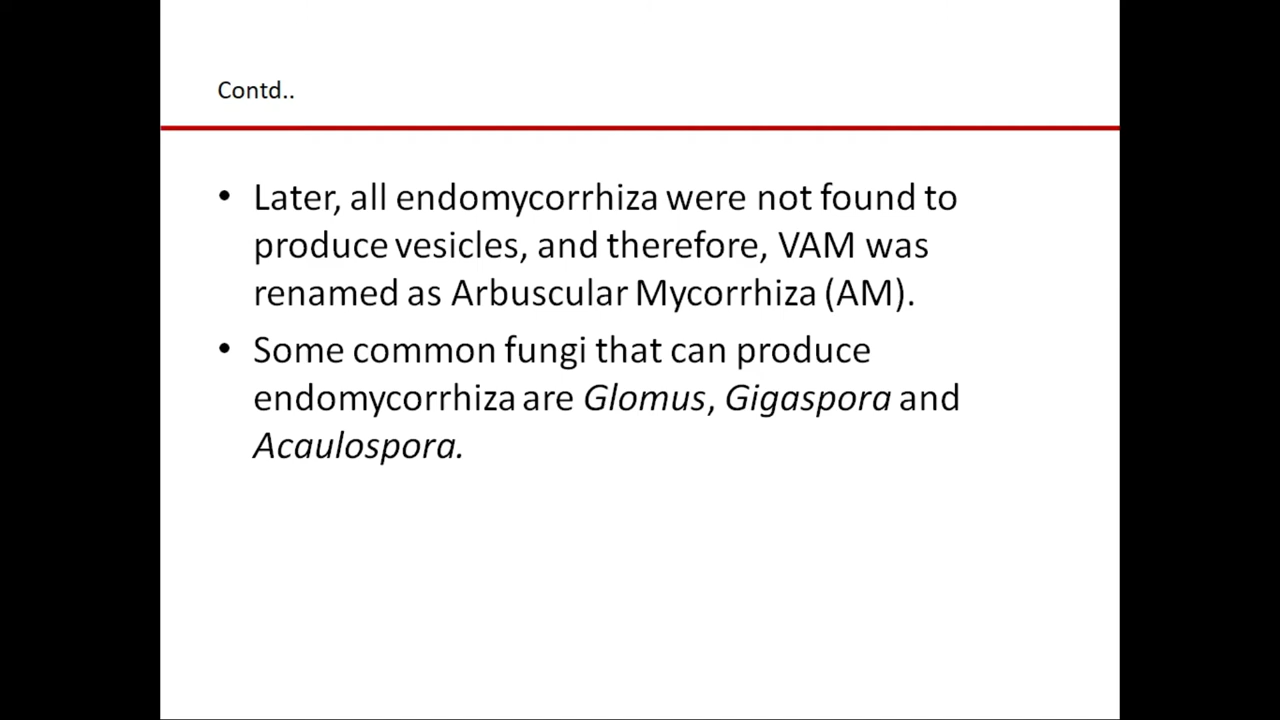 Contd..
• Later, all endomycorrhiza were not found to
produce vesicles, and therefore, VAM was
renamed as Arbuscular Mycorrhiza (AM).
• Some common fungi that can produce
endomycorrhiza are Glomus, Gigaspora and
Acaulospora.